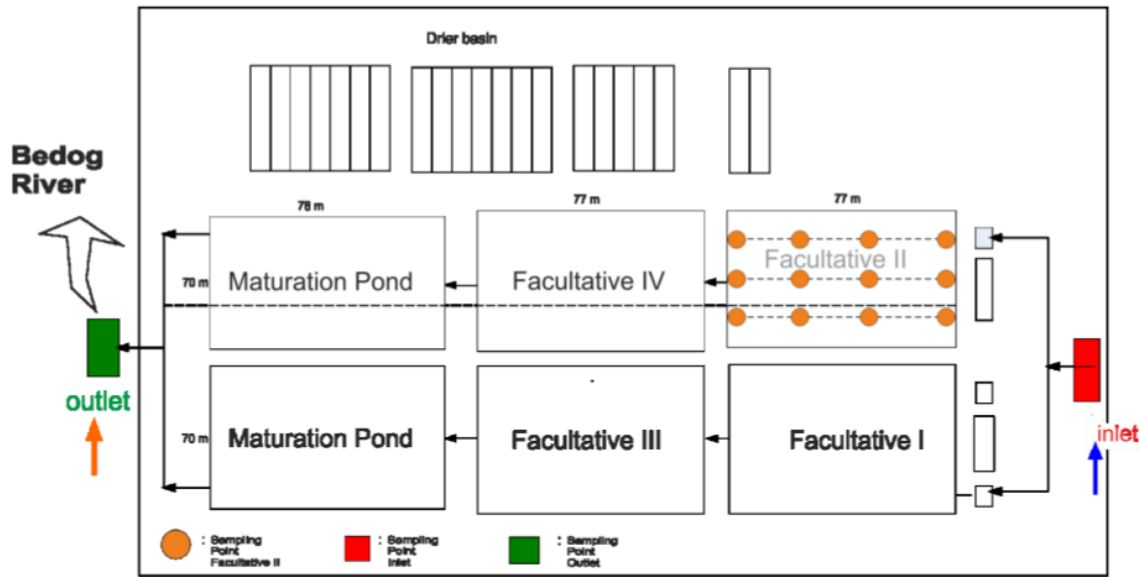 Drier basin
Bedog
River
78 m
77 m
77 m
70 m
Maturation Pond
Facultative IV
Facultative II
outlet
inlet
70 m
Maturation Pond
Facultative III
Facultative I
: Sampling
Point
Facultative II
: Sampling
Point
Inlet
: Sampling
Point
Outlet